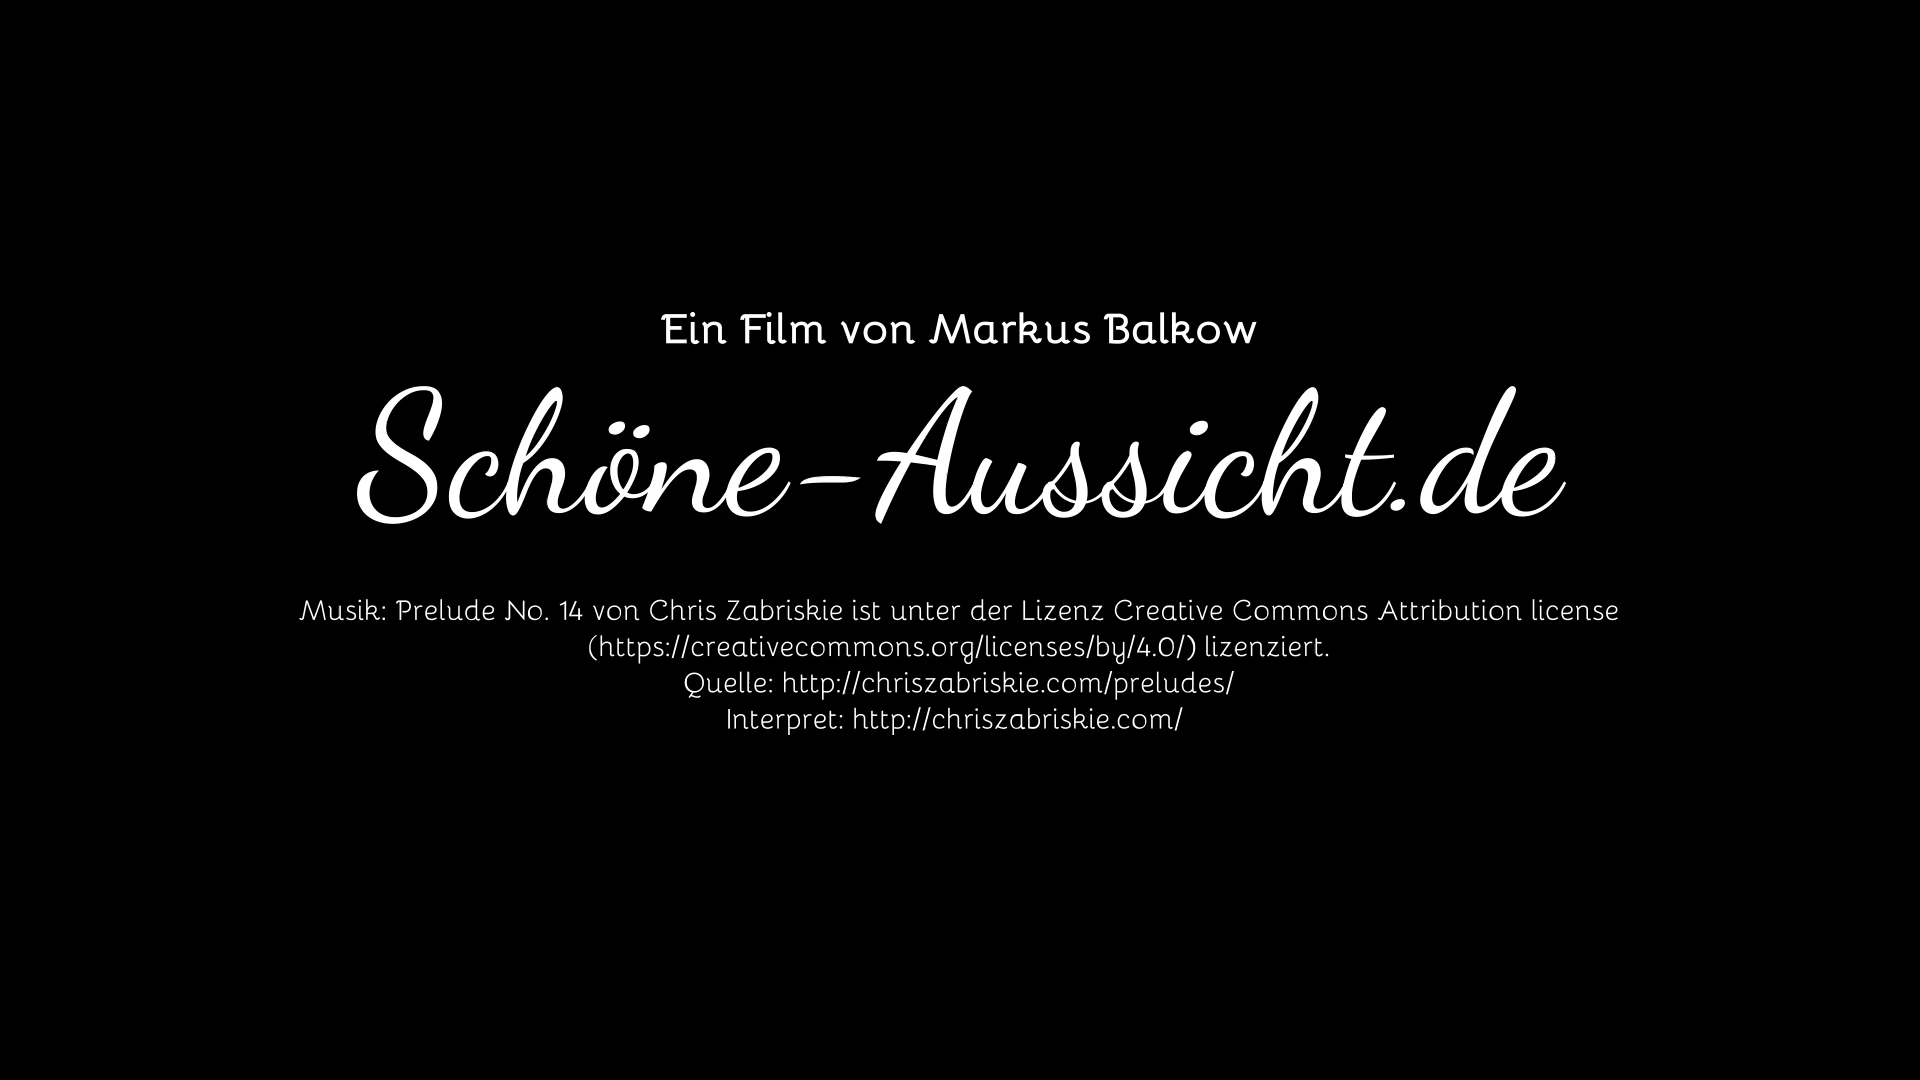 Ein Film von Markus Balkow
Schöne-Aussicht.de
Musik: Prelude No. 14 von Chris Zabriskie ist unter der Lizenz Creative Commons Attribution license
(https://creativecommons.org/licenses/by/4.0/) lizenziert.
Quelle: http://chriszabriskie.com/preludes/
Interpret: http://chriszabriskie.com/